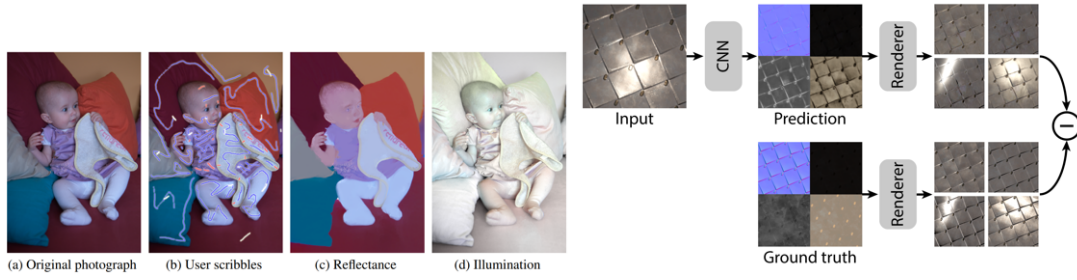 (a) Original photograph
(b) User scribbles
(c) Reflectance
(d) Illumination
Input
CNN
Prediction
Renderer
Ground truth
Renderer